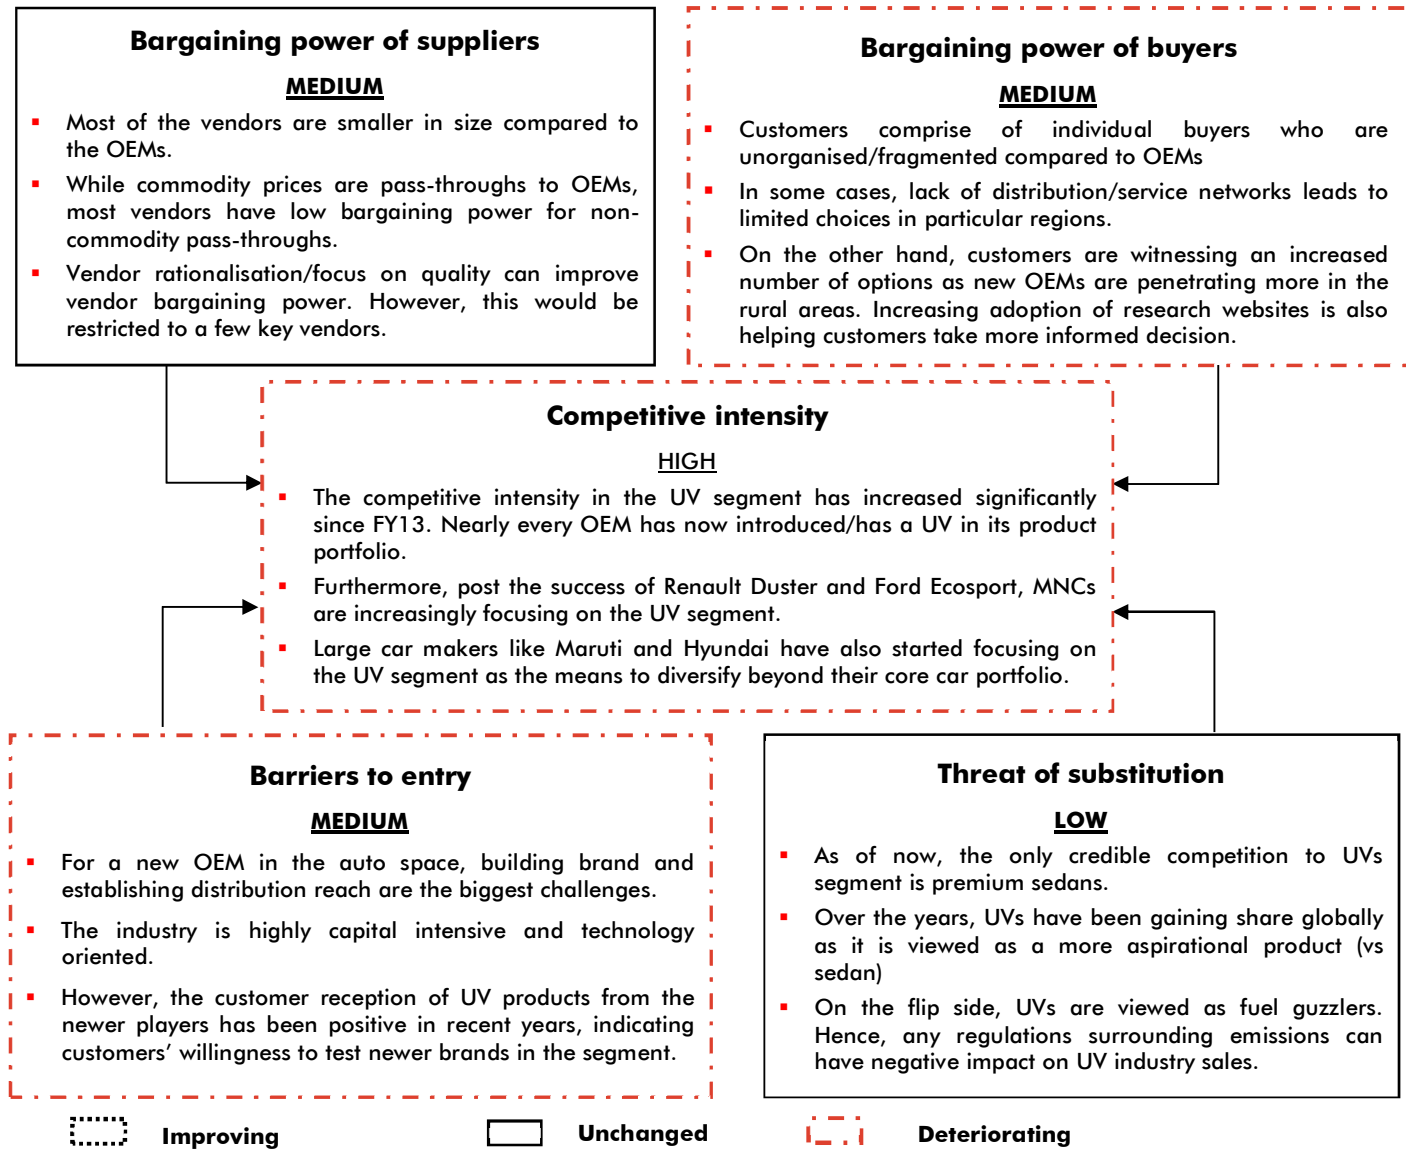 Bargaining power of suppliers
MEDIUM
▪ Most of the vendors are smaller in size compared to
the OEMs.
▪ While commodity prices are pass-throughs to OEMs,
most vendors have low bargaining power for non-
commodity pass-throughs.
▪ Vendor rationalisation/focus on quality can improve
vendor bargaining power. However, this would be
restricted to a few key vendors.
Bargaining power of buyers
MEDIUM
▪ Customers comprise of individual buyers who are
unorganised/fragmented compared to OEMs
▪ In some cases, lack of distribution/service networks leads to
limited choices in particular regions.
▪ On the other hand, customers are witnessing an increased
number of options as new OEMs are penetrating more in the
rural areas. Increasing adoption of research websites is also
helping customers take more informed decision.
Competitive intensity
HIGH
▪ The competitive intensity in the UV segment has increased significantly
since FY13. Nearly every OEM has now introduced/has a UV in its product
portfolio.
▪ Furthermore, post the success of Renault Duster and Ford Ecosport, MNCs
are increasingly focusing on the UV segment.
▪ Large car makers like Maruti and Hyundai have also started focusing on
the UV segment as the means to diversify beyond their core car portfolio.
Barriers to entry
MEDIUM
▪ For a new OEM in the auto space, building brand and
establishing distribution reach are the biggest challenges.
▪ The industry is highly capital intensive and technology
oriented.
▪ However, the customer reception of UV products from the
newer players has been positive in recent years, indicating
customers' willingness to test newer brands in the segment.
Threat of substitution
LOW
▪ As of now, the only credible competition to UVs
segment is premium sedans.
▪ Over the years, UVs have been gaining share globally
as it is viewed as a more aspirational product (vs
sedan)
▪ On the flip side, UVs are viewed as fuel guzzlers.
Hence, any regulations surrounding emissions can
have negative impact on UV industry sales.
Improving
Unchanged
Deteriorating